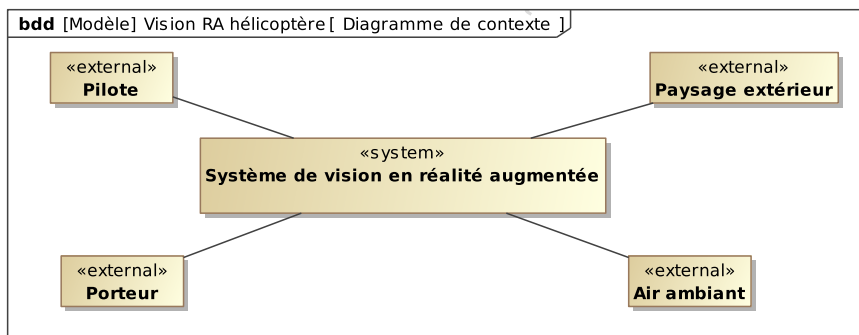 bdd [Modèle] Vision RA hélicoptère [ Diagramme de contexte ]
«external»
Pilote
«external»
Paysage extérieur
«system»
Système de vision en réalité augmentée
«external»
Porteur
«external»
Air ambiant